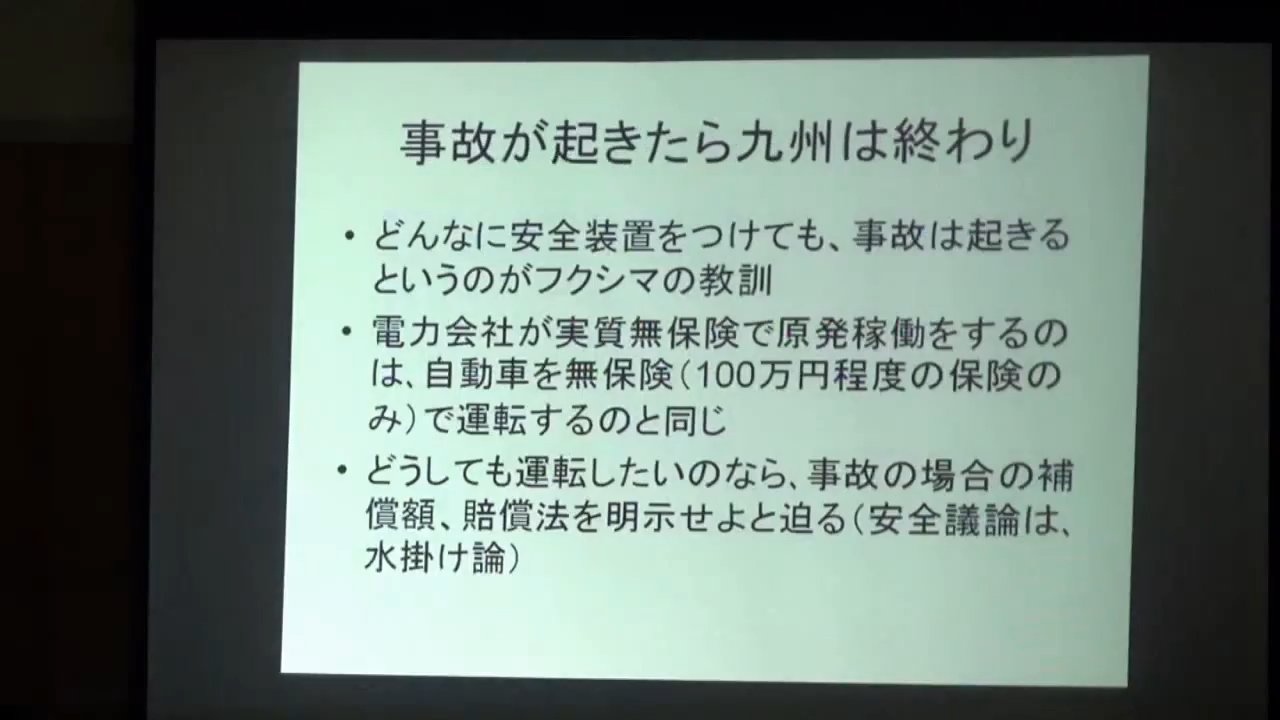 事故が起きたら九州は終わり
• どんなに安全装置をつけても、事故は起きる
というのがフクシマの教訓
• 電力会社が実質無保険で原発稼働をするの
は、自動車を無保険（100万円程度の保険の
み）で運転するのと同じ
• どうしても運転したいのなら、事故の場合の補
償額、賠償法を明示せよと迫る（安全議論は、
水掛け論）